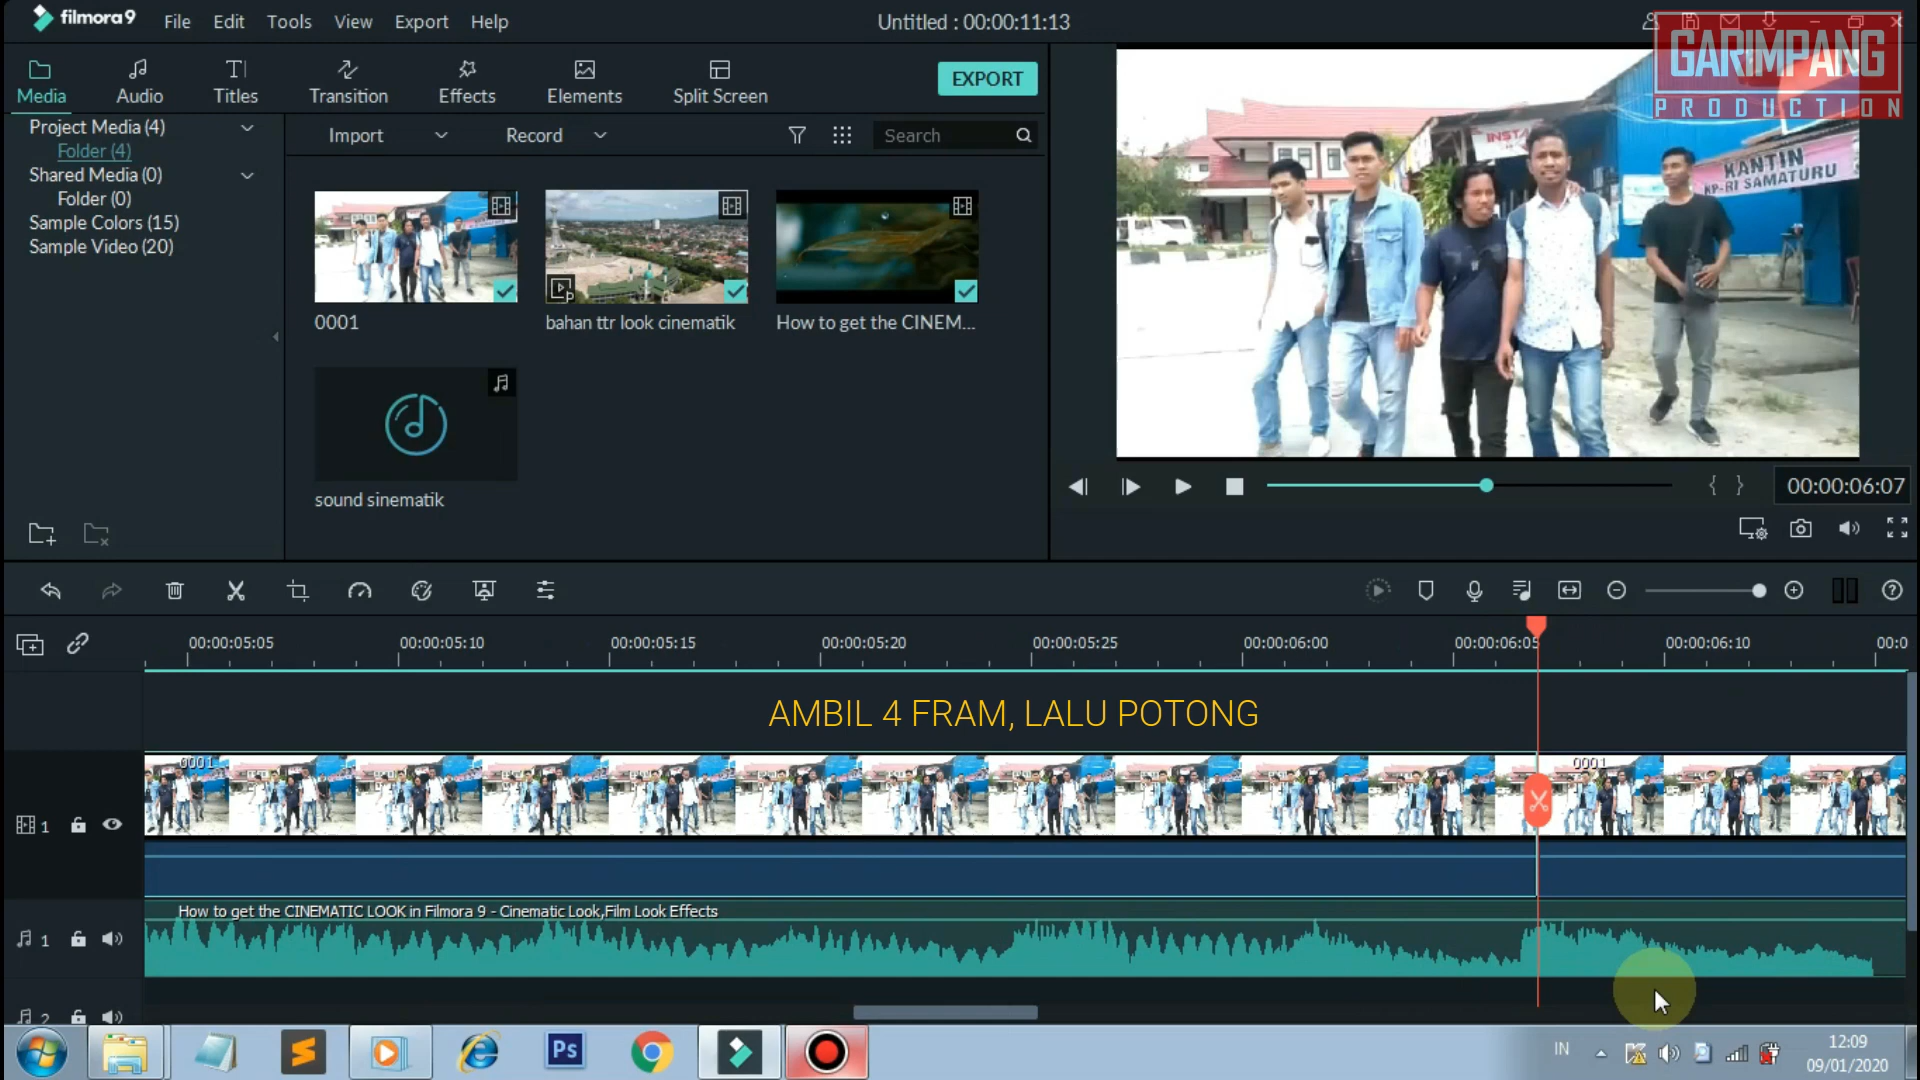 filmora9 File Edit Tools View Export Help Untitled : 00:00:11:13
GARIMPANG
PRODUCTION
Media Audio Titles Transition Effects Elements Split Screen EXPORT
Project Media (4)
Folder (4)
Shared Media (0)
Folder (0)
Sample Colors (15)
Sample Video (20)
Import Record Search
0001 bahan ttr look cinematik How to get the CINEM...
sound sinematik
INSTA
KANTIN
KP-RI SAMATURU
{ } 00:00:06:07
00:00:05:05 00:00:05:10 00:00:05:15 00:00:05:20 00:00:05:25 00:00:06:00 00:00:06:05 00:00:06:10 00:0
AMBIL 4 FRAM, LALU POTONG
0001 0001
1
How to get the CINEMATIC LOOK in Filmora 9 - Cinematic Look,Film Look Effects
1
2
Ps IN 12:09
09/01/2020